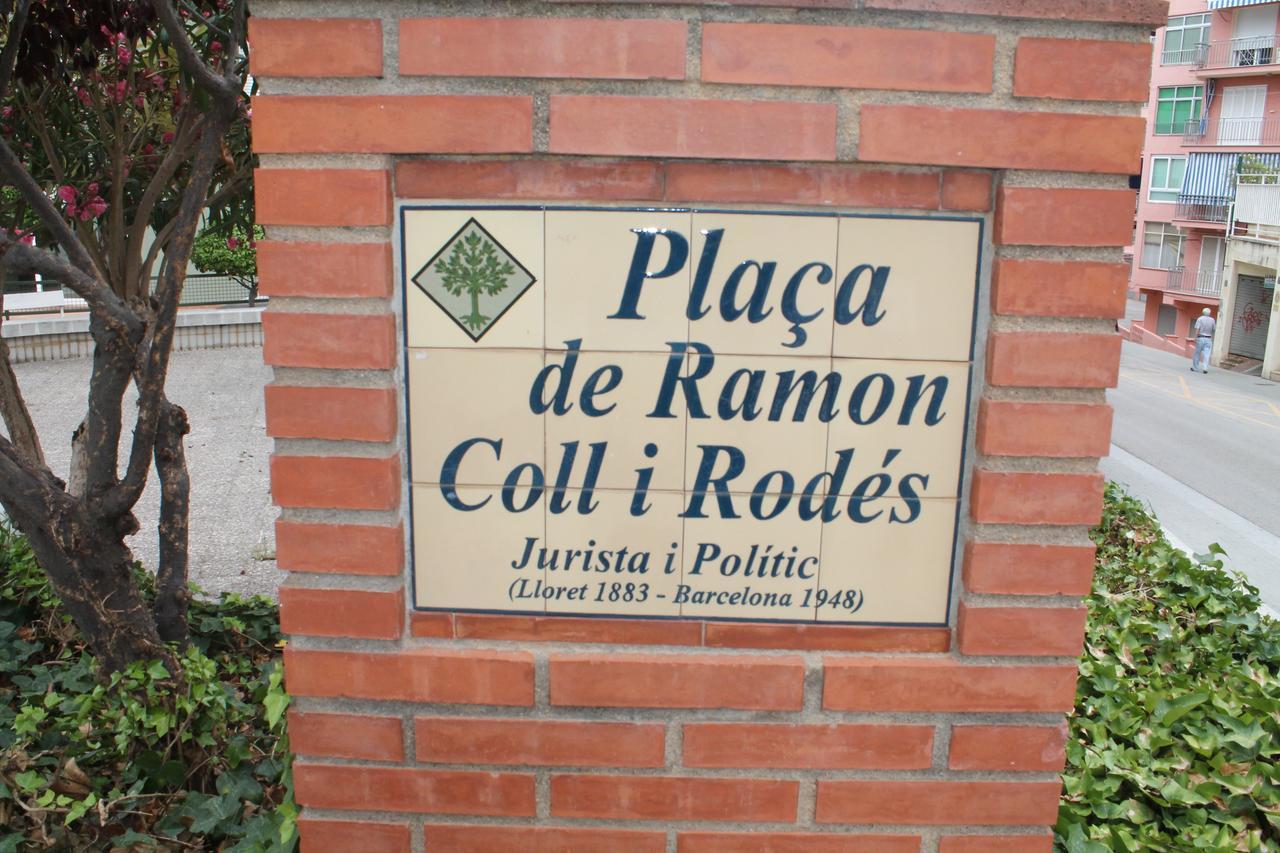 Plaça
de Ramon
Coll i Rodés
Jurista i Polític
(Lloret 1883 - Barcelona 1948)